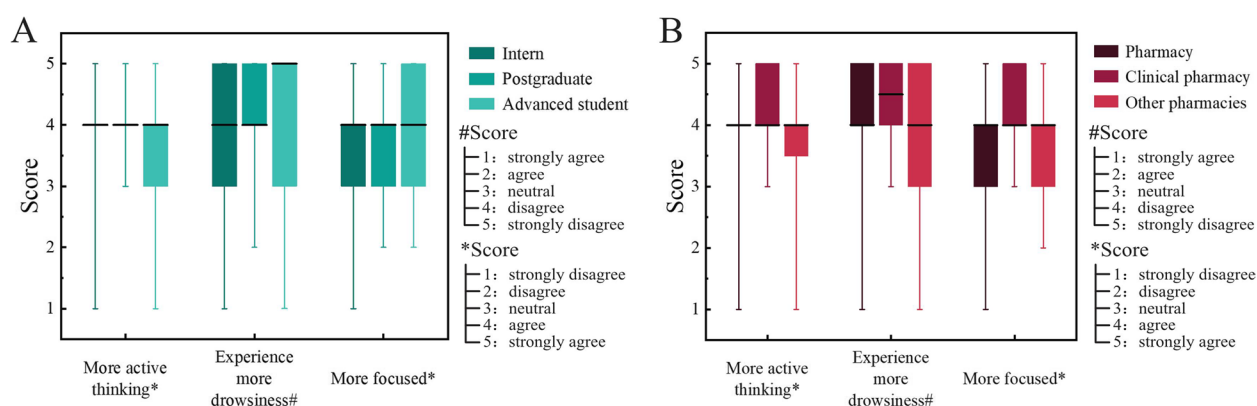 A
Score
5
4
3
2
1
More active
thinking*
Experience
more
drowsiness#
More focused*
Intern
Postgraduate
Advanced student
#Score
1: strongly agree
2: agree
3: neutral
4: disagree
5: strongly disagree
*Score
1: strongly disagree
2: disagree
3: neutral
4: agree
5: strongly agree
B
Score
5
4
3
2
1
More active
thinking*
Experience
more
drowsiness#
More focused*
Pharmacy
Clinical pharmacy
Other pharmacies
#Score
1: strongly agree
2: agree
3: neutral
4: disagree
5: strongly disagree
*Score
1: strongly disagree
2: disagree
3: neutral
4: agree
5: strongly agree